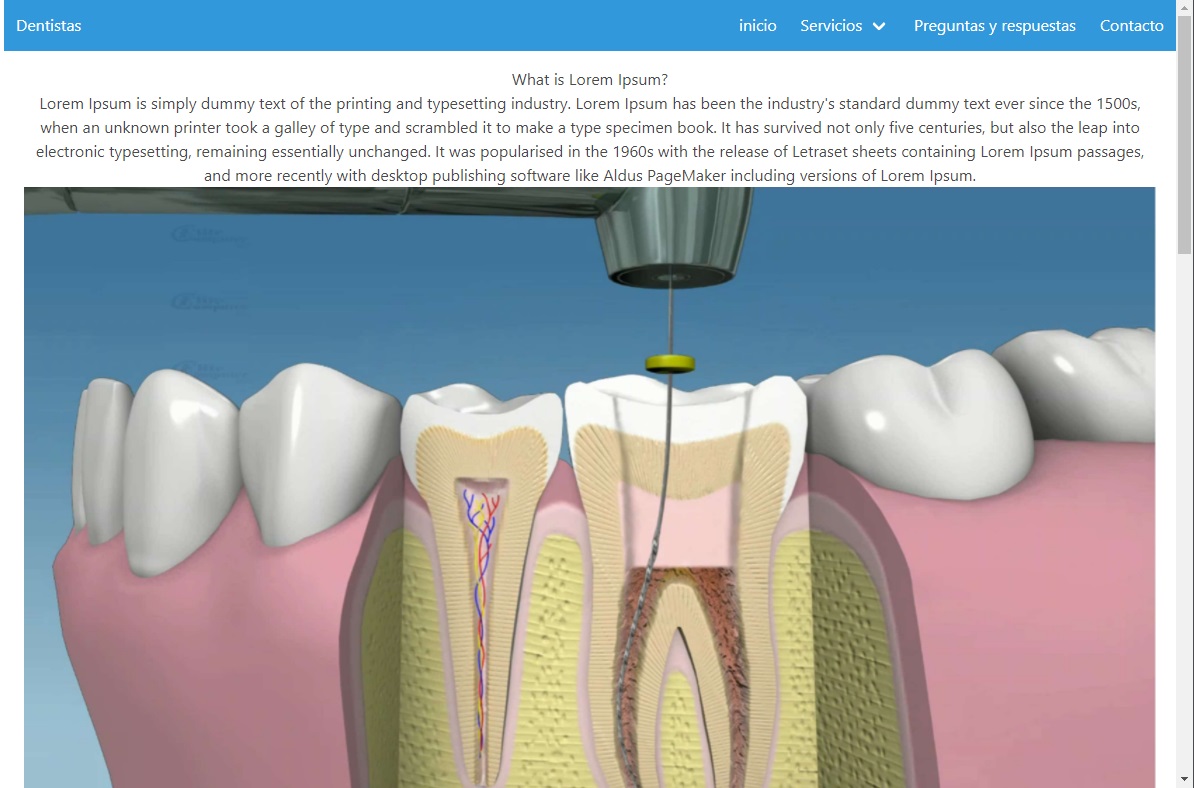 Dentistas
inicio Servicios Preguntas y respuestas Contacto
What is Lorem Ipsum?
Lorem Ipsum is simply dummy text of the printing and typesetting industry. Lorem Ipsum has been the industry's standard dummy text ever since the 1500s,
when an unknown printer took a galley of type and scrambled it to make a type specimen book. It has survived not only five centuries, but also the leap into
electronic typesetting, remaining essentially unchanged. It was popularised in the 1960s with the release of Letraset sheets containing Lorem Ipsum passages,
and more recently with desktop publishing software like Aldus PageMaker including versions of Lorem Ipsum.